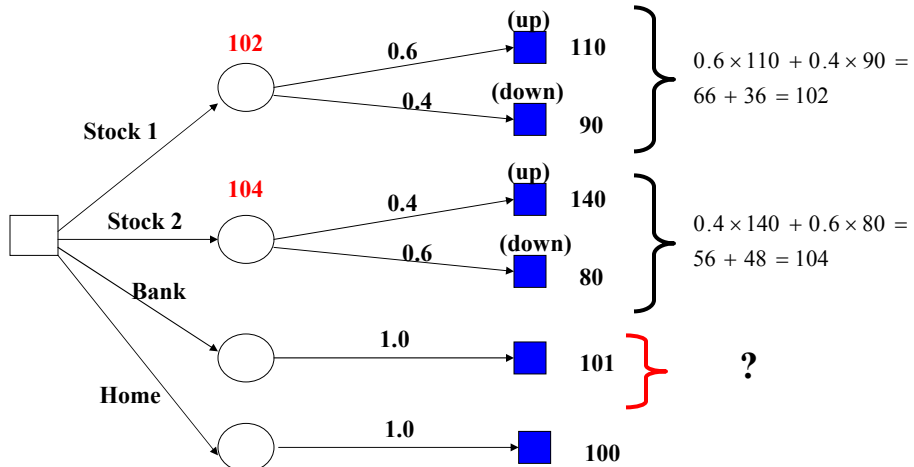 (up)
102
0.6
110
0.6 × 110 + 0.4 × 90 =
66 + 36 = 102
0.4
(down)
90
Stock 1
(up)
104
0.4
140
Stock 2
0.4 × 140 + 0.6 × 80 =
56 + 48 = 104
0.6
(down)
80
Bank
1.0
101
?
Home
1.0
100